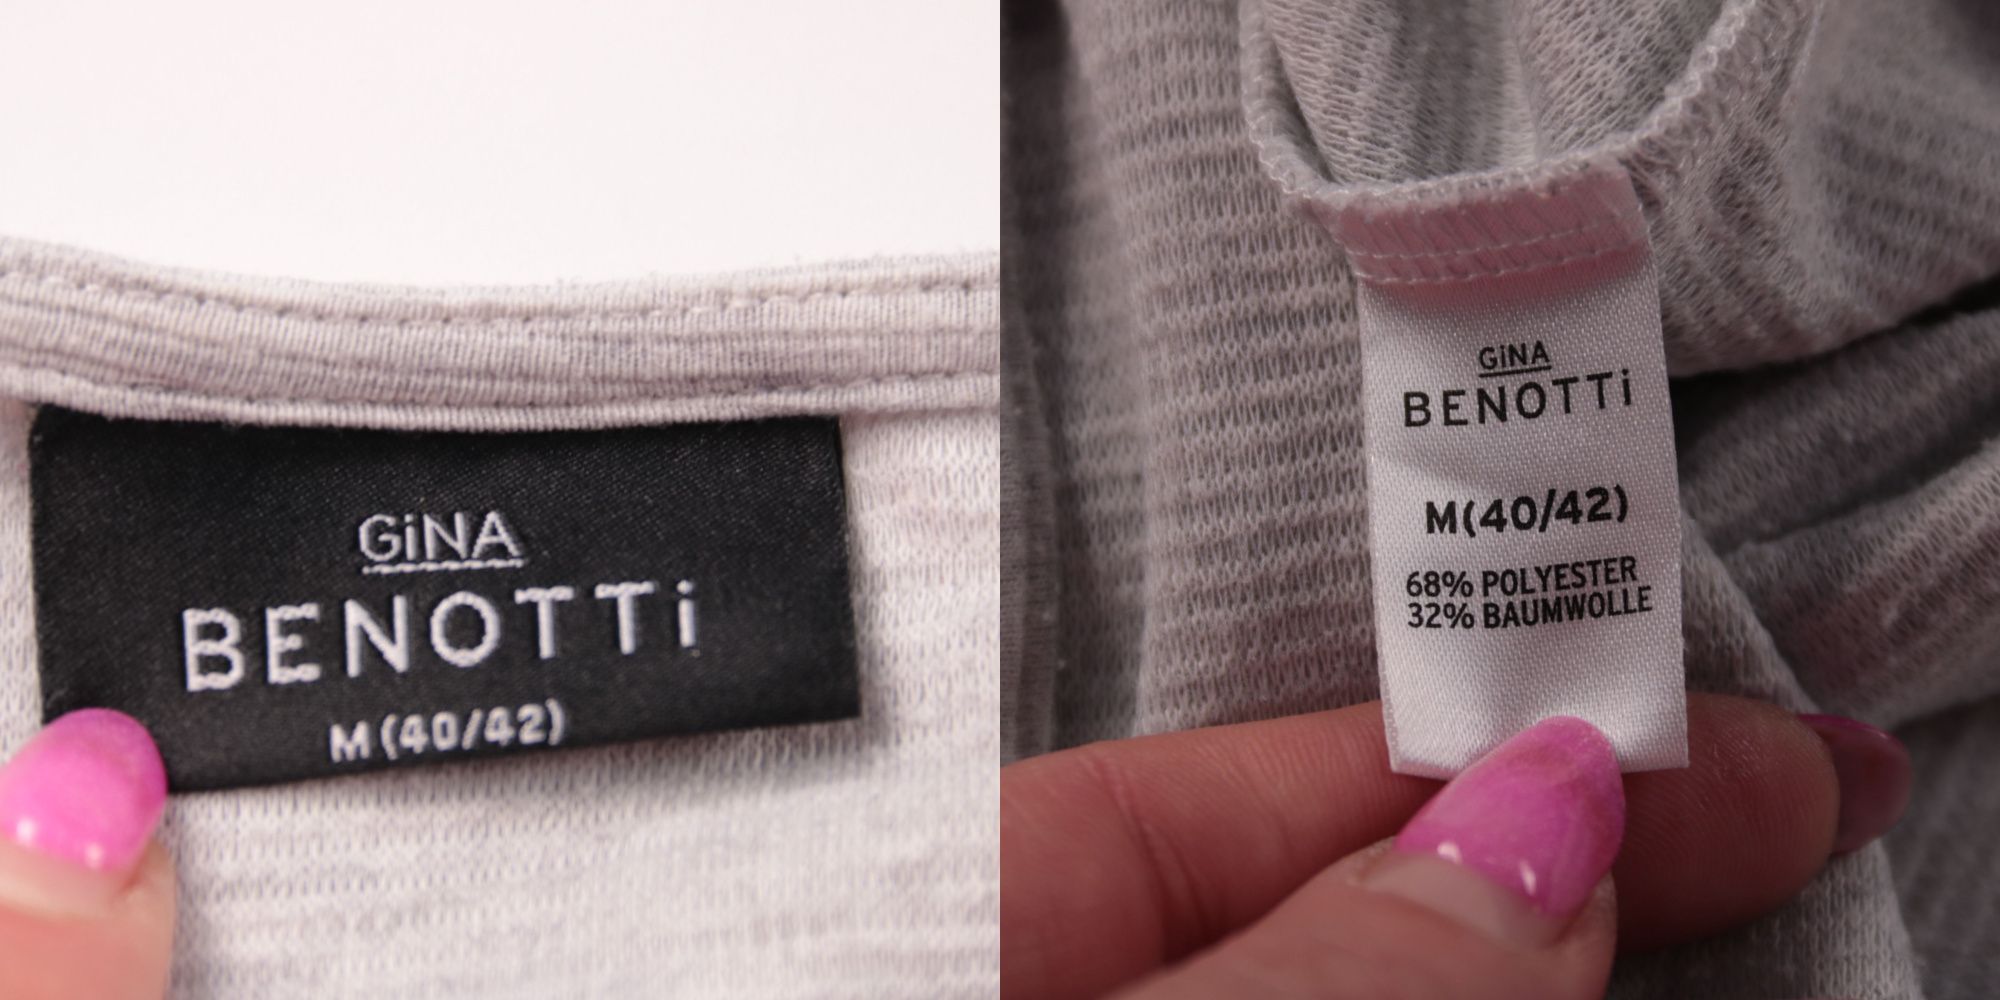 GiNA
BENOTTi
M (40/42)
GiNA
BENOTTi
M(40/42)
68% POLYESTER
32% BAUMWOLLE